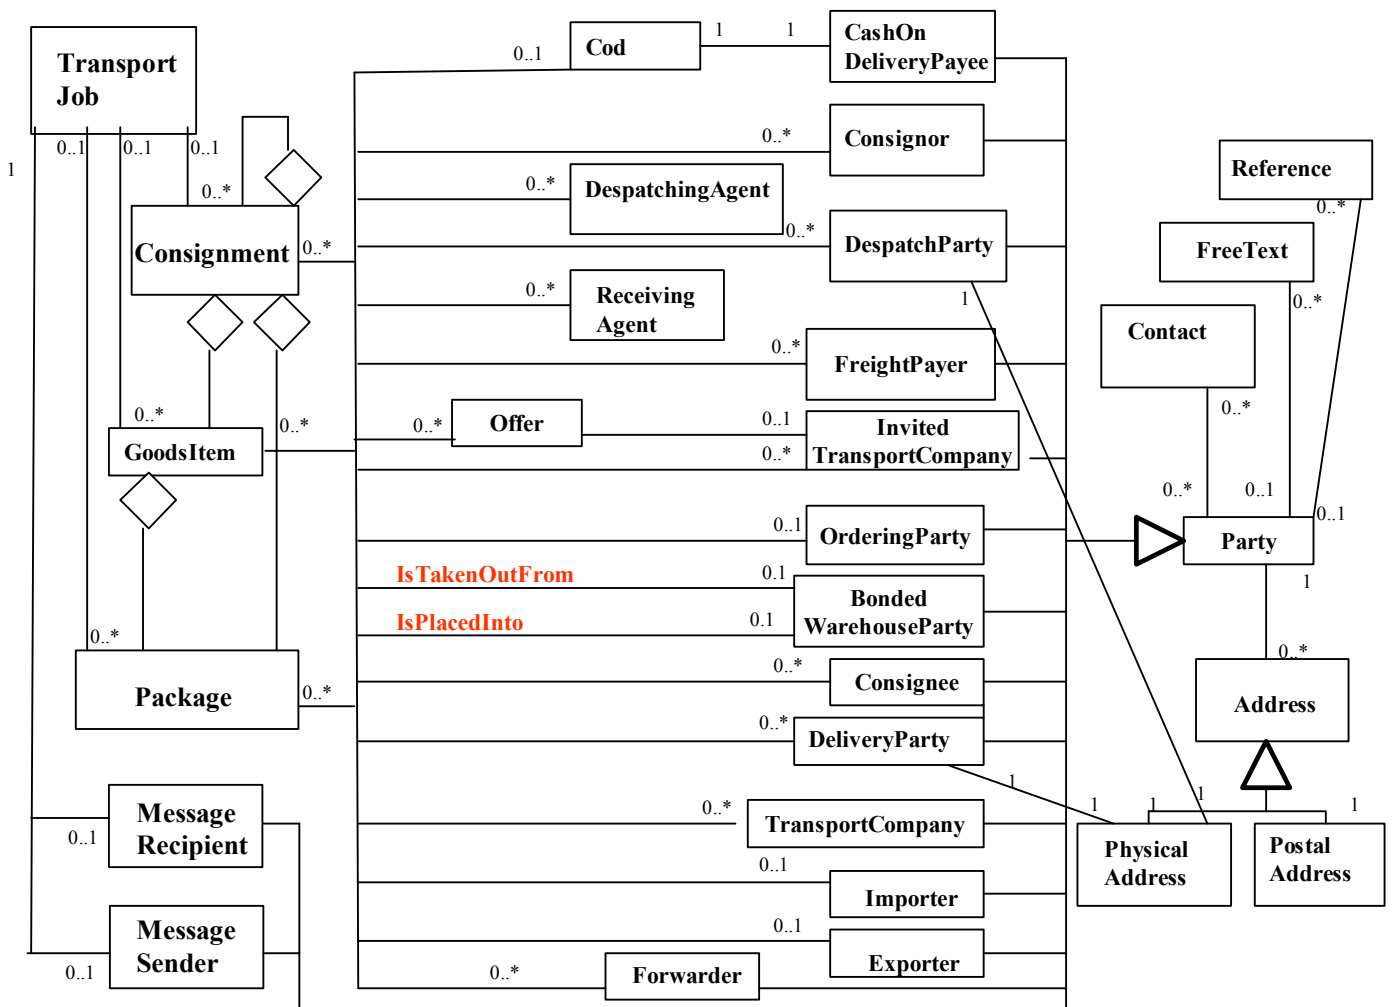 Transport
Job
1
0..1
0..1
0..1
0..*
Consignment
0..*
0..*
GoodsItem
0..*
0..*
Package
0..*
Message
Recipient
0..1
Message
Sender
0..1
0..1
Cod
1
1
CashOn
DeliveryPayee
0..*
Consignor
0..*
DespatchingAgent
0..*
DespatchParty
1
0..*
Receiving
Agent
0..*
FreightPayer
0..*
Offer
0..1
Invited
TransportCompany
0..*
0..1
OrderingParty
IsTakenOutFrom
0.1
Bonded
WarehouseParty
IsPlacedInto
0.1
0..*
Consignee
0..*
DeliveryParty
1
0..*
TransportCompany
0..1
Importer
0..1
Exporter
0..*
Forwarder
Reference
0..*
FreeText
0..*
Contact
0..*
0..*
0..1
0..1
Party
1
0..*
Address
1
1
1
1
Physical
Address
Postal
Address